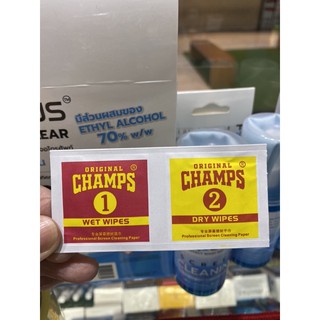 US™
EAR
มีส่วนผสมของ
ETHYL ALCOHOL
70% w/w
ORIGINAL
CHAMPS®
1
WET WIPES
Professional Screen Cleaning Paper
ORIGINAL
CHAMPS®
2
DRY WIPES
Professional Screen Cleaning Paper